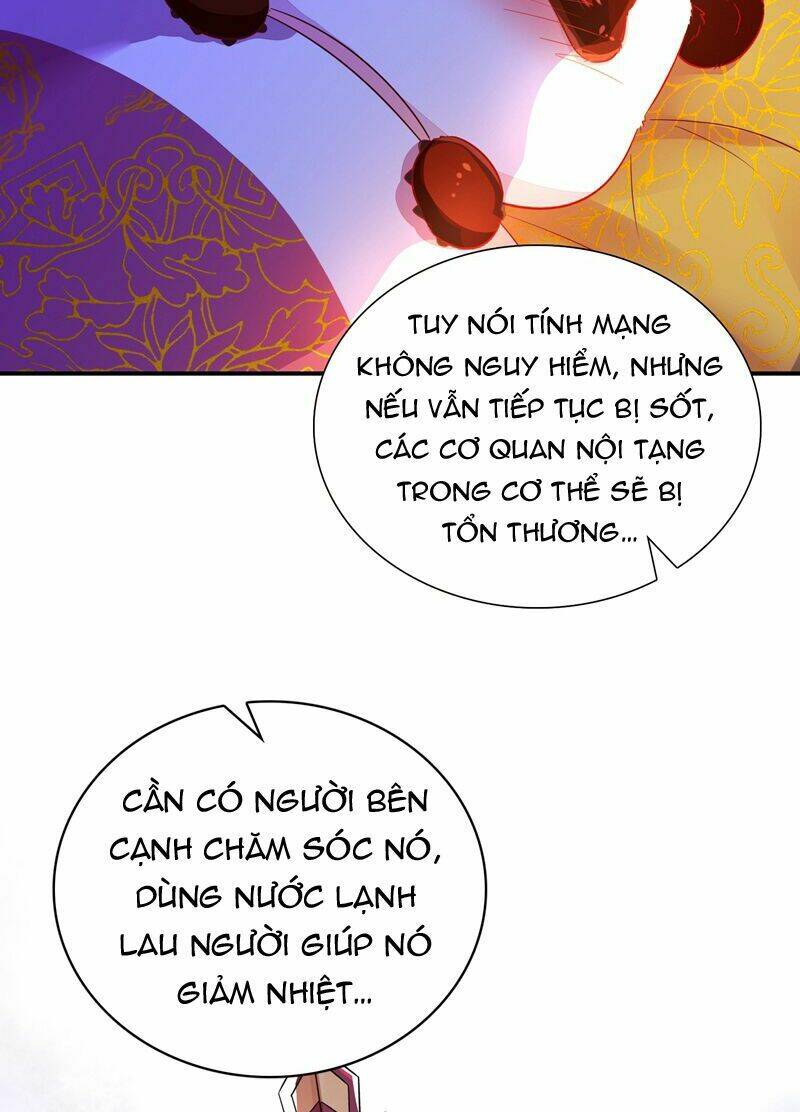 TUY NÓI TÍNH MẠNG
KHÔNG NGUY HIỂM, NHƯNG
NẾU VẪN TIẾP TỤC BỊ SỐT,
CÁC CƠ QUAN NỘI TẠNG
TRONG CƠ THỂ SẼ BỊ
TỔN THƯƠNG...
CẦN CÓ NGƯỜI BÊN
CẠNH CHĂM SÓC NÓ,
DÙNG NƯỚC LẠNH
LAU NGƯỜI GIÚP NÓ
GIẢM NHIỆT...